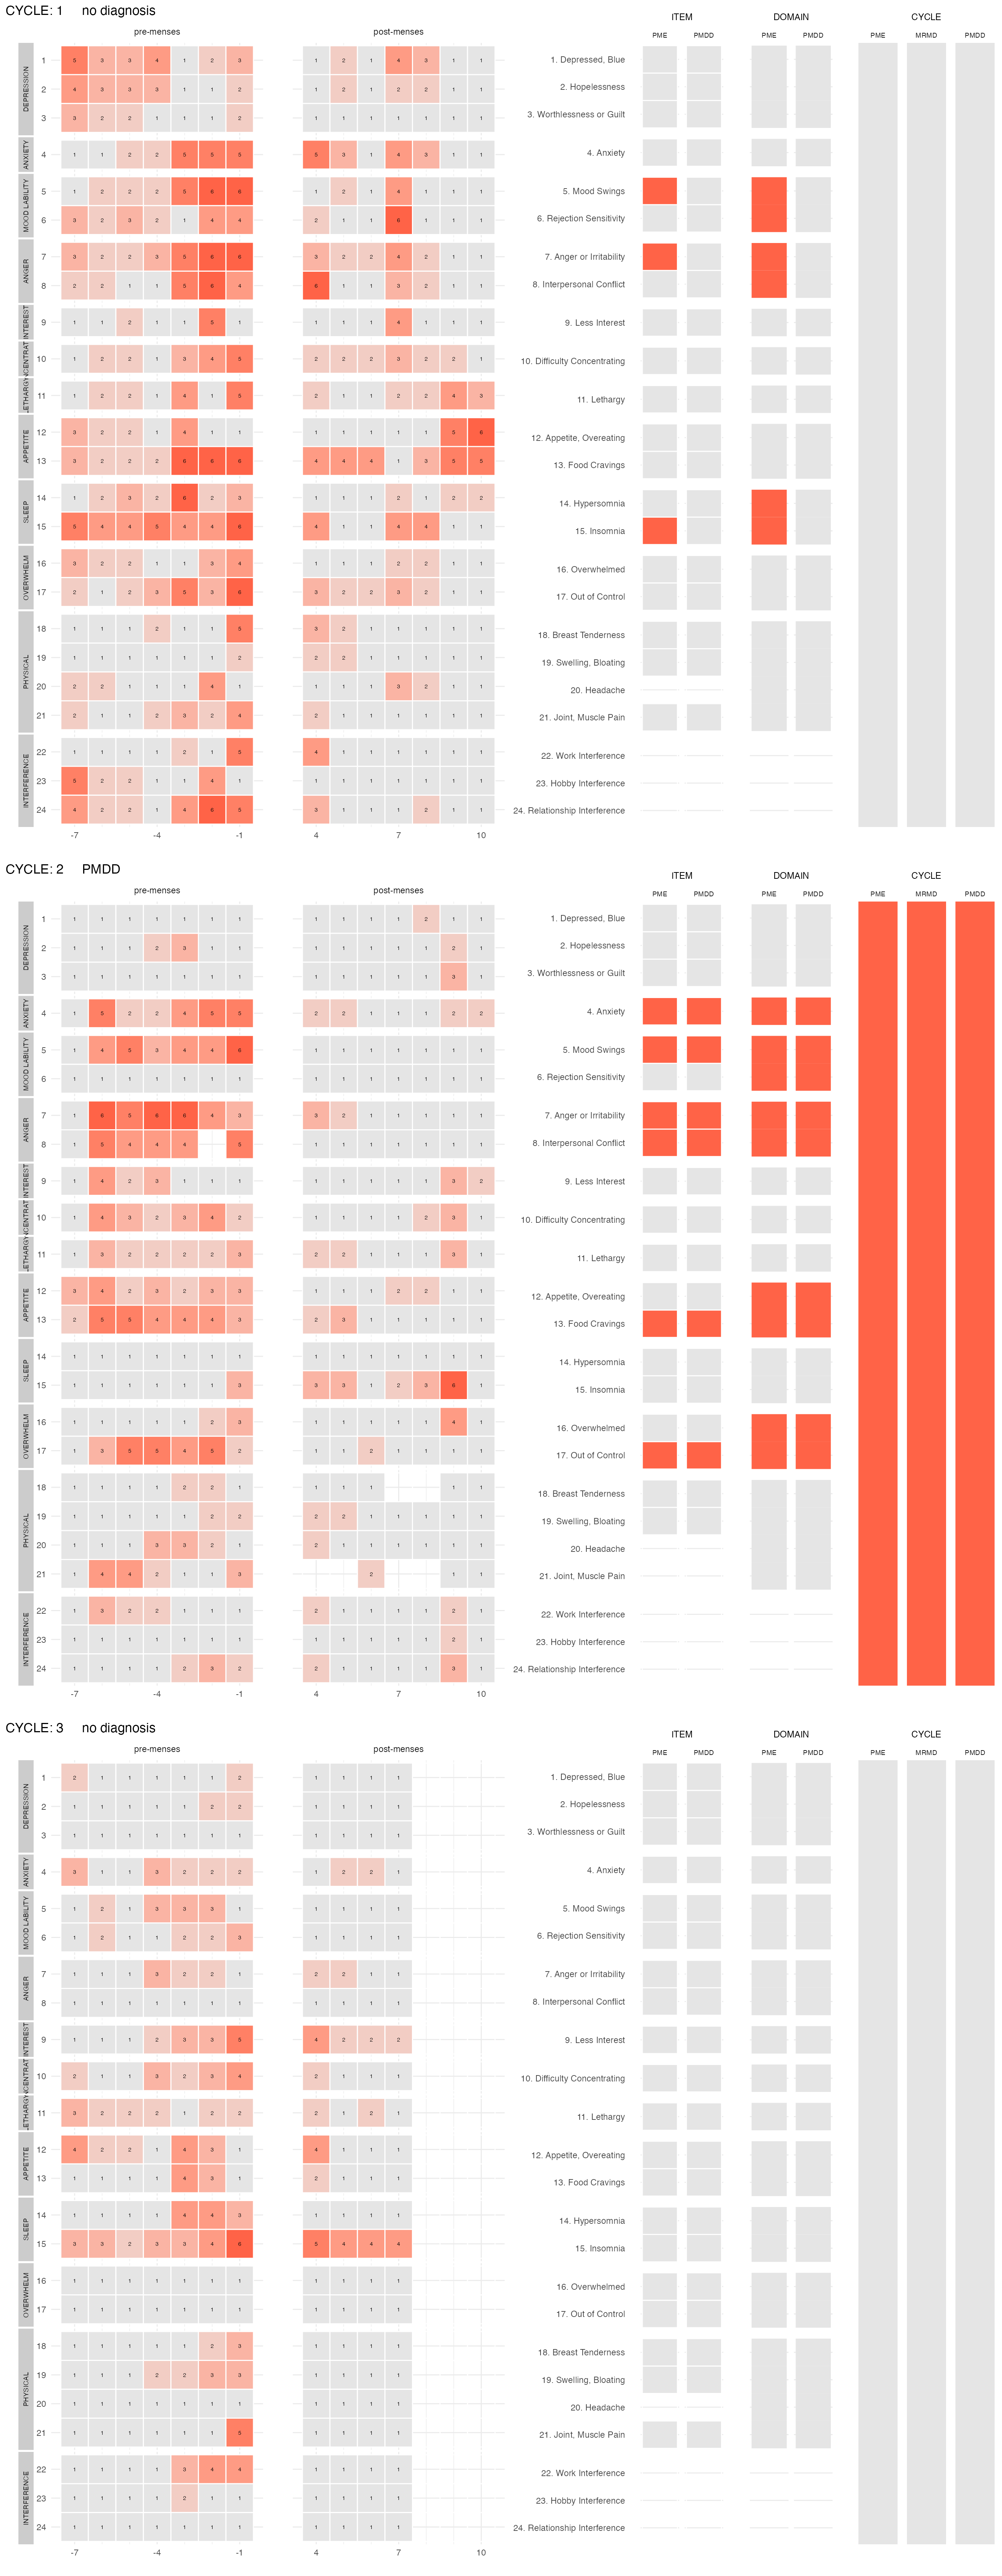 CYCLE: 1 no diagnosis
pre-menses post-menses ITEM DOMAIN CYCLE
PME PMDD PME PMDD PME MRMD PMDD
DEPRESSION
1 5 3 3 4 1 2 3 1 2 1 4 3 1 1 1. Depressed, Blue
2 4 3 3 3 1 1 2 1 2 1 2 2 1 1 2. Hopelessness
3 3 2 2 1 1 1 2 1 1 1 1 1 1 1 3. Worthlessness or Guilt
ANXIETY
4 1 1 2 2 5 5 5 5 3 1 4 3 1 1 4. Anxiety
MOOD LABILITY
5 1 2 2 2 5 6 6 1 2 1 4 1 1 1 5. Mood Swings
6 3 2 3 2 1 4 4 2 1 1 6 1 1 1 6. Rejection Sensitivity
ANGER
7 3 2 2 3 5 6 6 3 2 2 4 2 1 1 7. Anger or Irritability
8 2 2 1 1 5 6 4 6 1 1 3 2 1 1 8. Interpersonal Conflict
INTEREST
9 1 1 2 1 1 5 1 1 1 1 4 1 1 1 9. Less Interest
CENTRAT
10 1 2 2 1 3 4 5 2 2 2 3 2 2 1 10. Difficulty Concentrating
LETHARGY
11 1 2 2 1 4 1 5 2 1 1 2 2 4 3 11. Lethargy
APPETITE
12 3 2 2 1 4 1 1 1 1 1 1 1 5 6 12. Appetite, Overeating
13 3 2 2 2 6 6 6 4 4 4 1 3 5 5 13. Food Cravings
SLEEP
14 1 2 3 2 6 2 3 1 1 1 2 1 2 2 14. Hypersomnia
15 5 4 4 5 4 4 6 4 1 4 4 1 1 15. Insomnia
OVERWHELM
16 3 2 2 1 1 3 4 1 1 1 2 2 1 1 16. Overwhelmed
17 2 1 2 3 5 3 6 3 2 2 3 2 1 1 17. Out of Control
PHYSICAL
18 1 1 1 2 1 1 5 3 2 1 1 1 1 1 18. Breast Tenderness
19 1 1 1 1 1 1 2 2 2 1 1 1 1 1 19. Swelling, Bloating
20 2 2 1 1 1 4 1 1 1 1 3 2 1 1 20. Headache
21 2 1 1 2 3 2 4 2 1 1 1 1 1 1 21. Joint, Muscle Pain
INTERFERENCE
22 1 1 1 1 2 1 5 4 1 1 1 1 1 1 22. Work Interference
23 5 2 2 1 1 4 1 1 1 1 1 1 1 1 23. Hobby Interference
24 4 2 2 1 4 6 5 3 1 1 1 2 1 1 24. Relationship Interference
-7 -4 -1 4 7 10
CYCLE: 2 PMDD
pre-menses post-menses ITEM DOMAIN CYCLE
PME PMDD PME PMDD PME MRMD PMDD
DEPRESSION
1 1 1 1 1 1 1 1 1 1 1 1 2 1 1 1. Depressed, Blue
2 1 1 1 2 3 1 1 1 1 1 1 1 2 1 2. Hopelessness
3 1 1 1 1 1 1 1 1 1 1 1 1 3 1 3. Worthlessness or Guilt
ANXIETY
4 1 5 2 2 4 5 5 2 2 1 1 1 2 2 4. Anxiety
MOOD LABILITY
5 1 4 5 3 4 4 6 1 1 1 1 1 1 1 5. Mood Swings
6 1 1 1 1 1 1 1 1 1 1 1 1 1 1 6. Rejection Sensitivity
ANGER
7 1 6 5 6 6 4 3 3 2 1 1 1 1 1 7. Anger or Irritability
8 1 5 4 4 4 5 1 1 1 1 1 1 1 8. Interpersonal Conflict
INTEREST
9 1 4 2 3 1 1 1 1 1 1 1 1 3 2 9. Less Interest
CENTRAT
10 1 4 3 2 3 4 2 1 1 1 1 2 3 1 10. Difficulty Concentrating
LETHARGY
11 1 3 2 2 2 2 3 2 2 1 1 1 3 1 11. Lethargy
APPETITE
12 3 4 2 3 2 3 3 1 1 1 2 2 1 1 12. Appetite, Overeating
13 2 5 5 4 4 4 3 2 3 1 1 1 1 1 13. Food Cravings
SLEEP
14 1 1 1 1 1 1 1 1 1 1 1 1 1 1 14. Hypersomnia
15 1 1 1 1 1 1 3 3 3 1 2 3 6 1 15. Insomnia
OVERWHELM
16 1 1 1 1 1 2 3 1 1 1 1 1 4 1 16. Overwhelmed
17 1 3 5 5 4 5 2 1 1 2 1 1 1 1 17. Out of Control
PHYSICAL
18 1 1 1 1 2 2 1 1 1 1 1 1 18. Breast Tenderness
19 1 1 1 1 1 2 2 2 2 1 1 1 1 1 19. Swelling, Bloating
20 1 1 1 3 3 2 1 2 1 1 1 1 1 1 20. Headache
21 1 4 4 2 1 1 3 2 1 1 21. Joint, Muscle Pain
INTERFERENCE
22 1 3 2 2 1 1 1 2 1 1 1 1 2 1 22. Work Interference
23 1 1 1 1 1 1 1 1 1 1 1 1 2 1 23. Hobby Interference
24 1 1 1 1 2 3 2 2 1 1 1 1 3 1 24. Relationship Interference
-7 -4 -1 4 7 10
CYCLE: 3 no diagnosis
pre-menses post-menses ITEM DOMAIN CYCLE
PME PMDD PME PMDD PME MRMD PMDD
DEPRESSION
1 2 1 1 1 1 1 2 1 1 1 1 1. Depressed, Blue
2 1 1 1 1 1 2 2 1 1 1 1 2. Hopelessness
3 1 1 1 1 1 1 1 1 1 1 1 3. Worthlessness or Guilt
ANXIETY
4 3 1 1 3 2 2 2 1 2 2 1 4. Anxiety
MOOD LABILITY
5 1 2 1 3 3 3 1 1 1 1 1 5. Mood Swings
6 1 2 1 1 2 2 3 1 1 1 1 6. Rejection Sensitivity
ANGER
7 1 1 1 3 2 2 1 2 2 1 1 7. Anger or Irritability
8 1 1 1 1 1 1 1 1 1 1 1 8. Interpersonal Conflict
INTEREST
9 1 1 1 2 3 3 5 4 2 2 2 9. Less Interest
CENTRAT
10 2 1 1 3 2 3 4 2 1 1 1 10. Difficulty Concentrating
LETHARGY
11 3 2 2 2 1 2 2 2 1 2 1 11. Lethargy
APPETITE
12 4 2 2 1 4 3 1 4 1 1 1 12. Appetite, Overeating
13 1 1 1 1 4 3 1 2 1 1 1 13. Food Cravings
SLEEP
14 1 1 1 1 4 4 3 1 1 1 1 14. Hypersomnia
15 3 3 2 3 3 4 6 5 4 4 4 15. Insomnia
OVERWHELM
16 1 1 1 1 1 1 1 1 1 1 1 16. Overwhelmed
17 1 1 1 1 1 1 1 1 1 1 1 17. Out of Control
PHYSICAL
18 1 1 1 1 1 2 3 1 1 1 1 18. Breast Tenderness
19 1 1 1 2 2 3 3 1 1 1 1 19. Swelling, Bloating
20 1 1 1 1 1 1 1 1 1 1 1 20. Headache
21 1 1 1 1 1 1 5 1 1 1 1 21. Joint, Muscle Pain
INTERFERENCE
22 1 1 1 1 3 4 4 1 1 1 1 22. Work Interference
23 1 1 1 1 2 1 1 1 1 1 1 23. Hobby Interference
24 1 1 1 1 1 1 1 1 1 1 1 24. Relationship Interference
-7 -4 -1 4 7 10